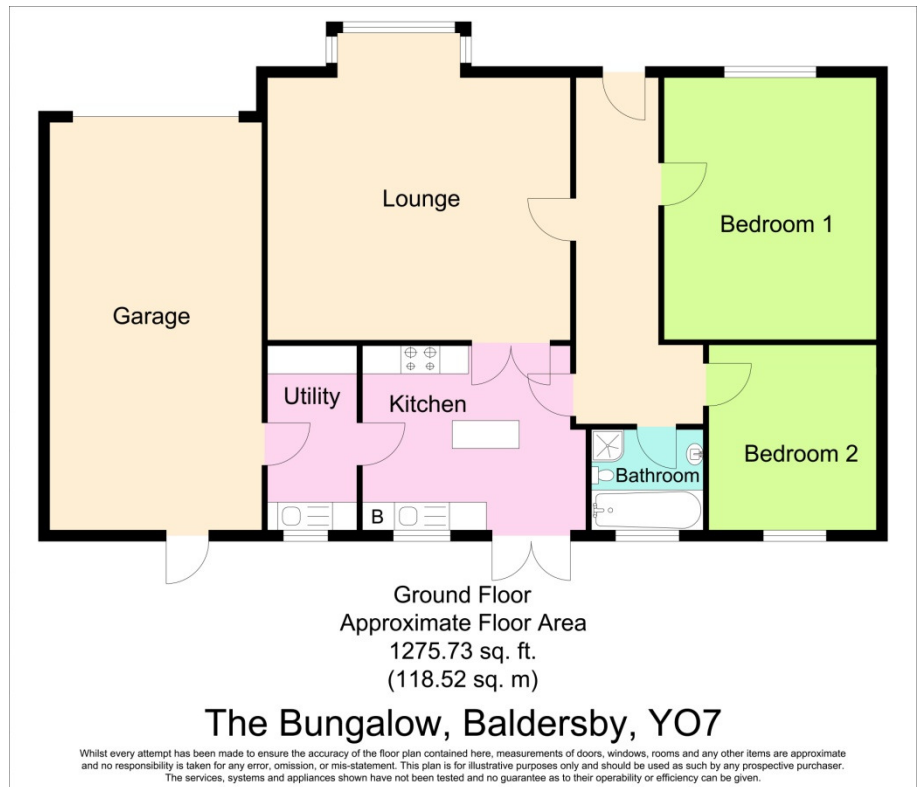 Lounge
Bedroom 1
Garage
Utility
Kitchen
Bathroom
Bedroom 2
B
Ground Floor
Approximate Floor Area
1275.73 sq. ft.
(118.52 sq. m)
The Bungalow, Baldersby, YO7
Whilst every attempt has been made to ensure the accuracy of the floor plan contained here, measurements of doors, windows, rooms and any other items are approximate
and no responsibility is taken for any error, omission, or mis-statement. This plan is for illustrative purposes only and should be used as such by any prospective purchaser.
The services, systems and appliances shown have not been tested and no guarantee as to their operability or efficiency can be given.